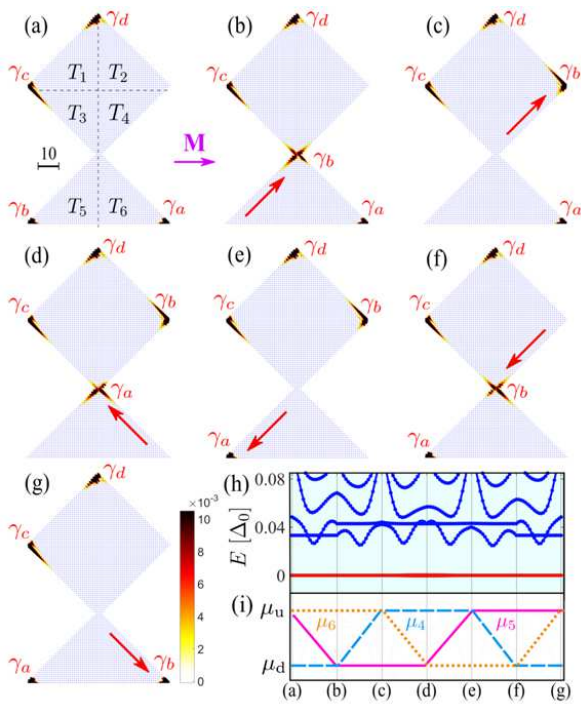 (a) γd (b) γd (c) γd
γc T1 T2 γc γc γb
T3 T4
10 M γb
γb T5 T6 γa γa γa
(d) γd (e) γd (f) γd
γc γb γc γb γc
γa γb
γa γa
(g) γd (h) 0.08
γc ×10⁻³ E [Δ0] 0.04
10
8 0
6 (i) μu μ6 μ4 μ5
4
2 μd
γa γb 0 (a) (b) (c) (d) (e) (f) (g)